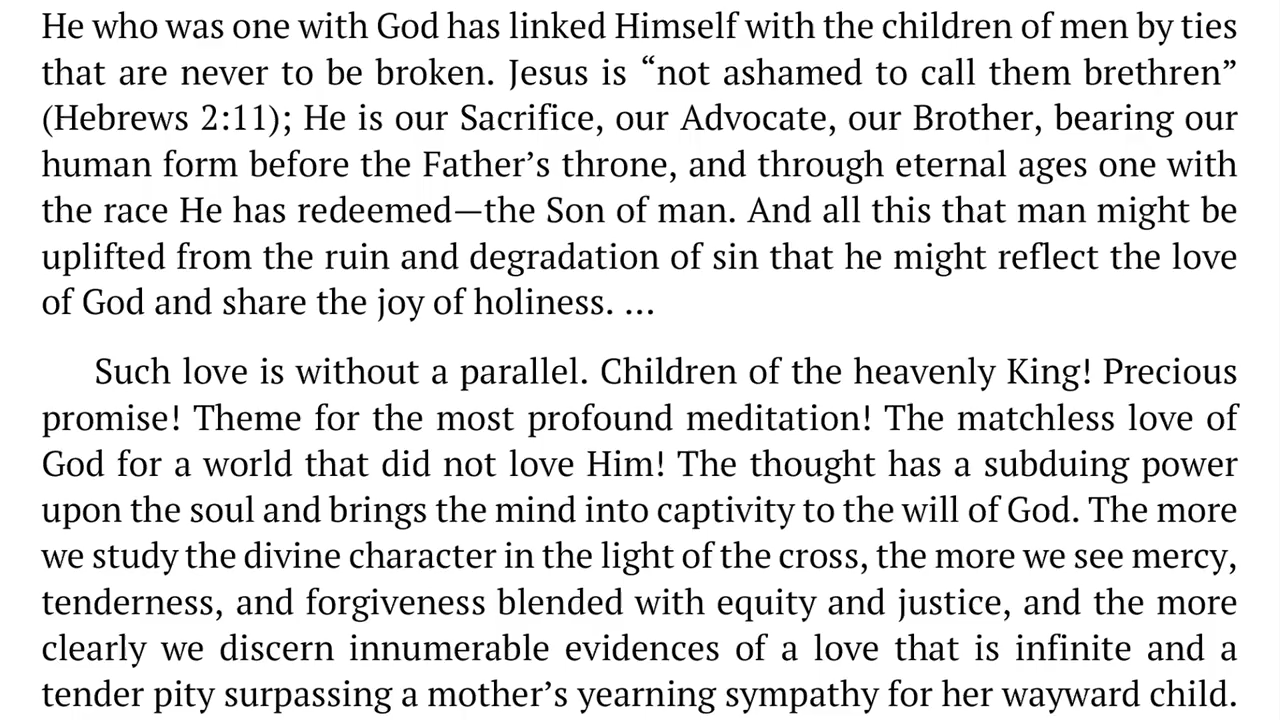 He who was one with God has linked Himself with the children of men by ties
that are never to be broken. Jesus is “not ashamed to call them brethren”
(Hebrews 2:11); He is our Sacrifice, our Advocate, our Brother, bearing our
human form before the Father’s throne, and through eternal ages one with
the race He has redeemed—the Son of man. And all this that man might be
uplifted from the ruin and degradation of sin that he might reflect the love
of God and share the joy of holiness. ...
Such love is without a parallel. Children of the heavenly King! Precious
promise! Theme for the most profound meditation! The matchless love of
God for a world that did not love Him! The thought has a subduing power
upon the soul and brings the mind into captivity to the will of God. The more
we study the divine character in the light of the cross, the more we see mercy,
tenderness, and forgiveness blended with equity and justice, and the more
clearly we discern innumerable evidences of a love that is infinite and a
tender pity surpassing a mother’s yearning sympathy for her wayward child.